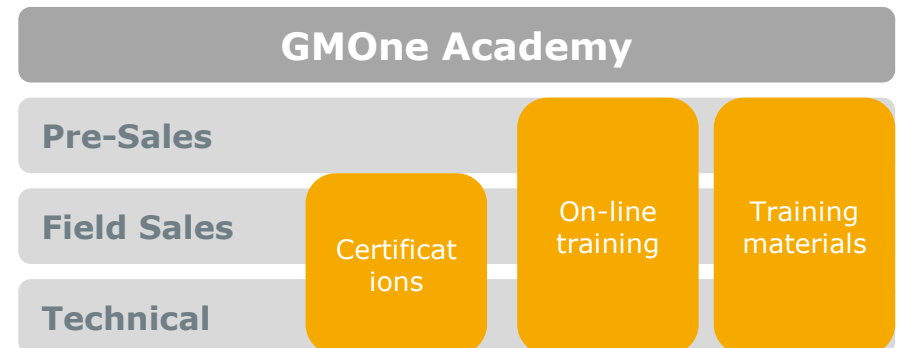 GMOne Academy
Pre-Sales
Field Sales
Technical
Certificat
ions
On-line
training
Training
materials